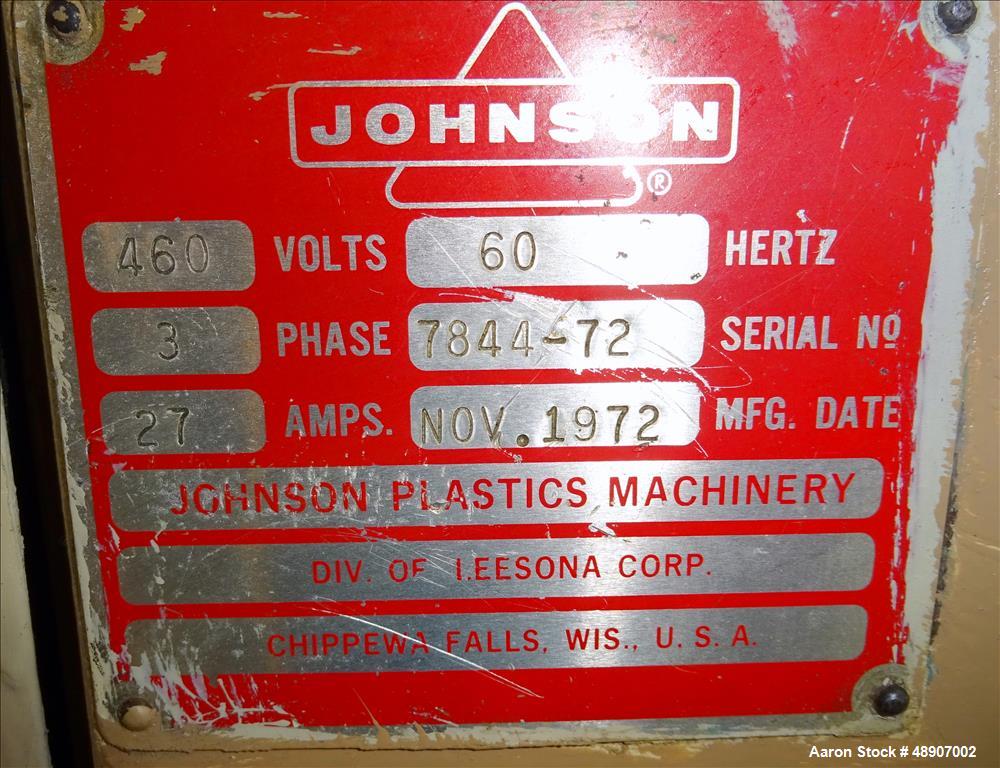 JOHNSON
®
460 VOLTS 60 HERTZ
3 PHASE 7844-72 SERIAL Nº
27 AMPS. NOV.1972 MFG. DATE
JOHNSON PLASTICS MACHINERY
DIV. OF LEESONA CORP.
CHIPPEWA FALLS, WIS., U. S. A.
Aaron Stock # 48907002